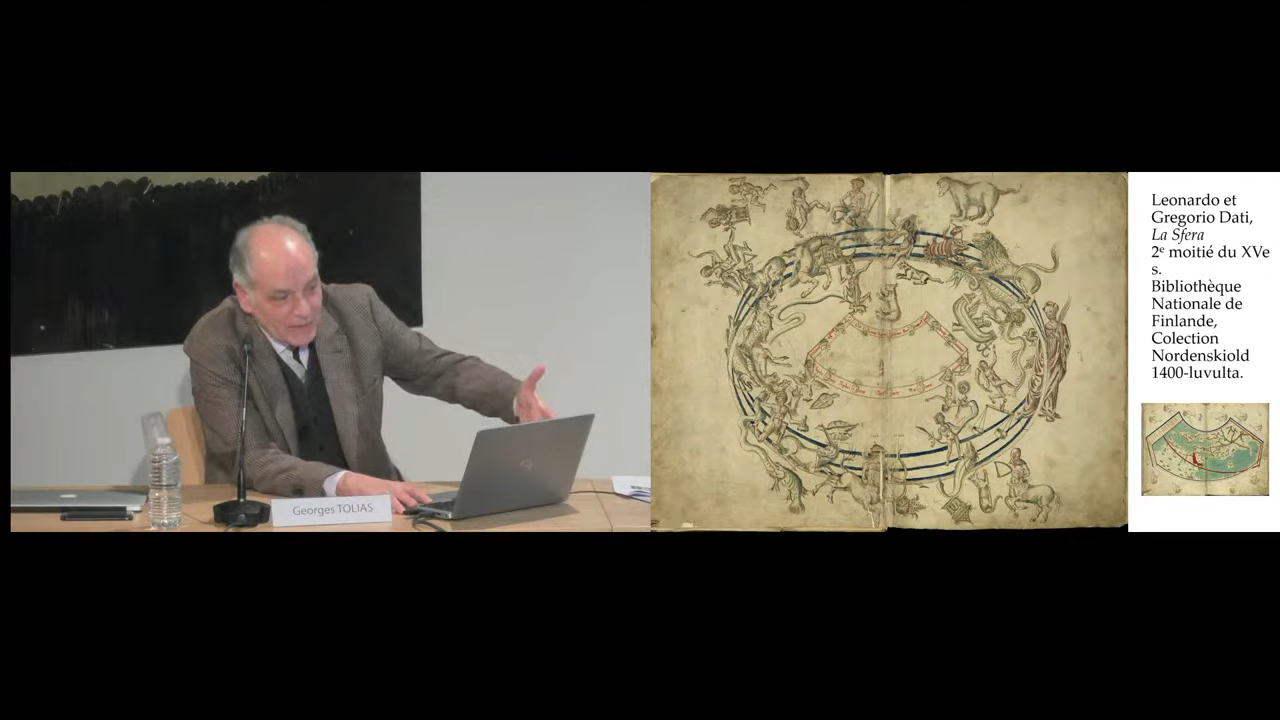 Georges TOLIAS
Leonardo et
Gregorio Dati,
La Sfera
2e moitié du XVe
s.
Bibliothèque
Nationale de
Finlande,
Colection
Nordenskiold
1400-luvulta.